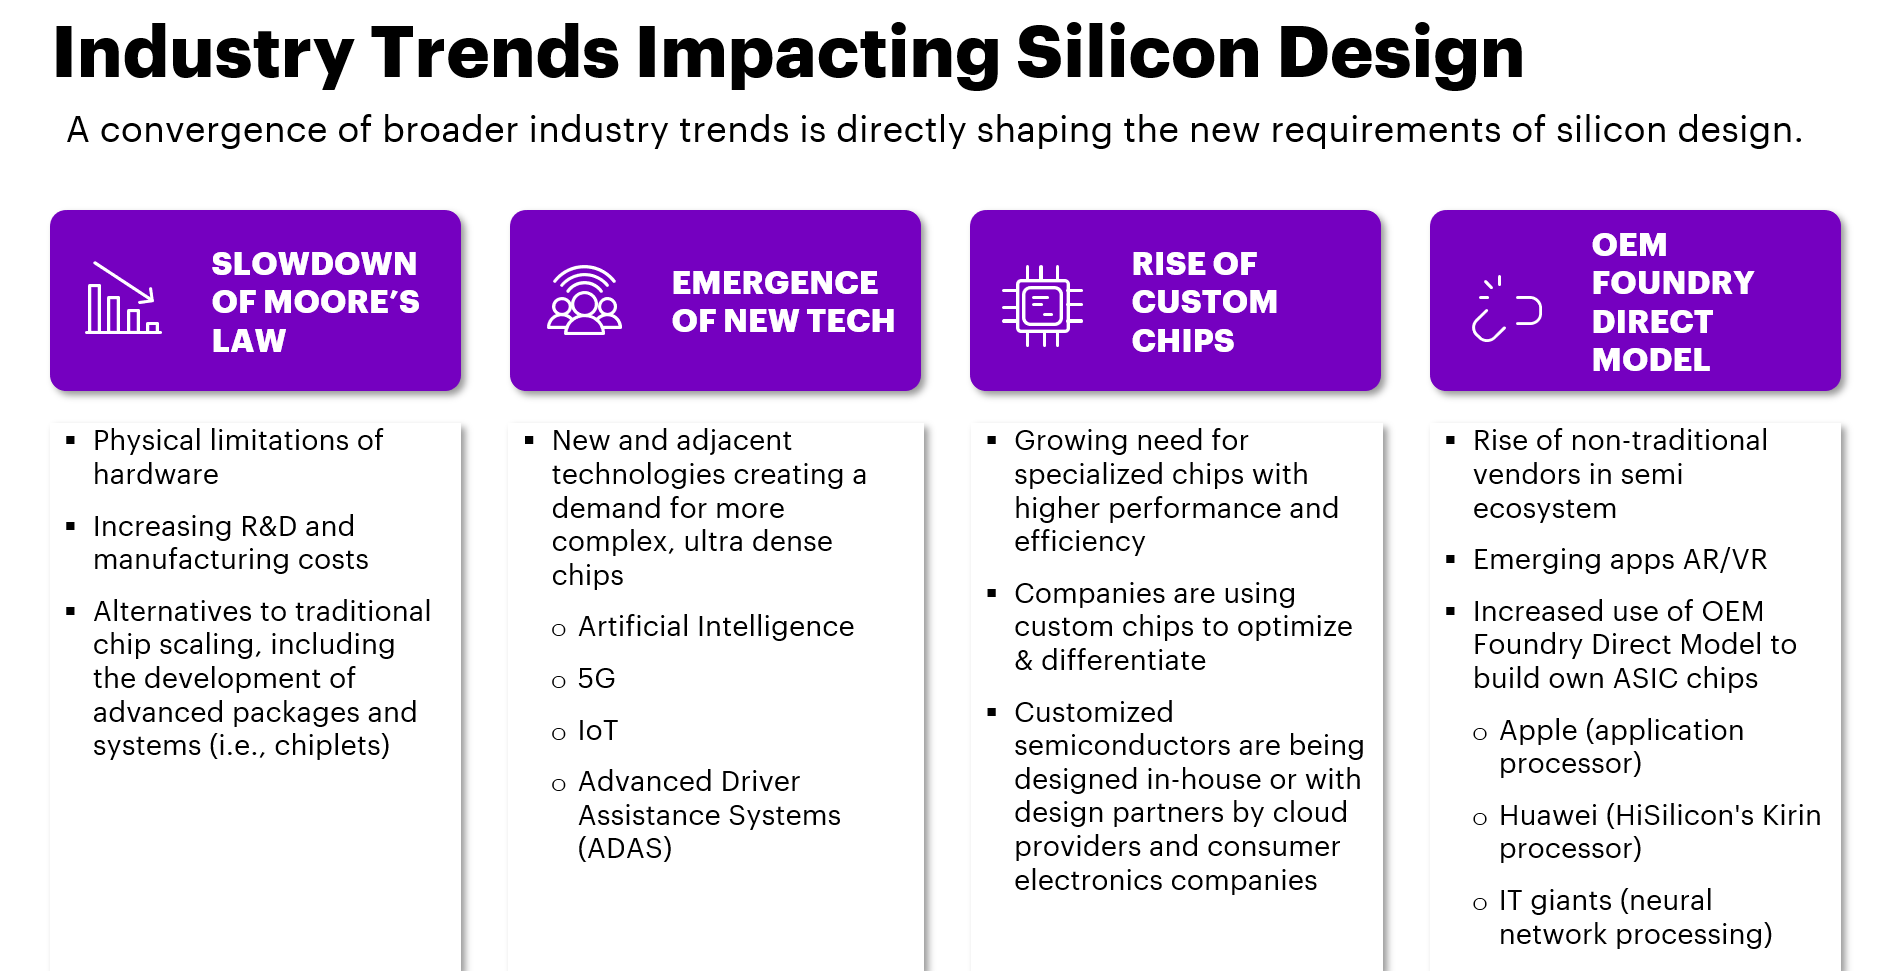 Industry Trends Impacting Silicon Design
A convergence of broader industry trends is directly shaping the new requirements of silicon design.
SLOWDOWN
OF MOORE’S
LAW
▪ Physical limitations of
hardware
▪ Increasing R&D and
manufacturing costs
▪ Alternatives to traditional
chip scaling, including
the development of
advanced packages and
systems (i.e., chiplets)
EMERGENCE
OF NEW TECH
▪ New and adjacent
technologies creating a
demand for more
complex, ultra dense
chips
o Artificial Intelligence
o 5G
o IoT
o Advanced Driver
Assistance Systems
(ADAS)
RISE OF
CUSTOM
CHIPS
▪ Growing need for
specialized chips with
higher performance and
efficiency
▪ Companies are using
custom chips to optimize
& differentiate
▪ Customized
semiconductors are being
designed in-house or with
design partners by cloud
providers and consumer
electronics companies
OEM
FOUNDRY
DIRECT
MODEL
▪ Rise of non-traditional
vendors in semi
ecosystem
▪ Emerging apps AR/VR
▪ Increased use of OEM
Foundry Direct Model to
build own ASIC chips
o Apple (application
processor)
o Huawei (HiSilicon's Kirin
processor)
o IT giants (neural
network processing)